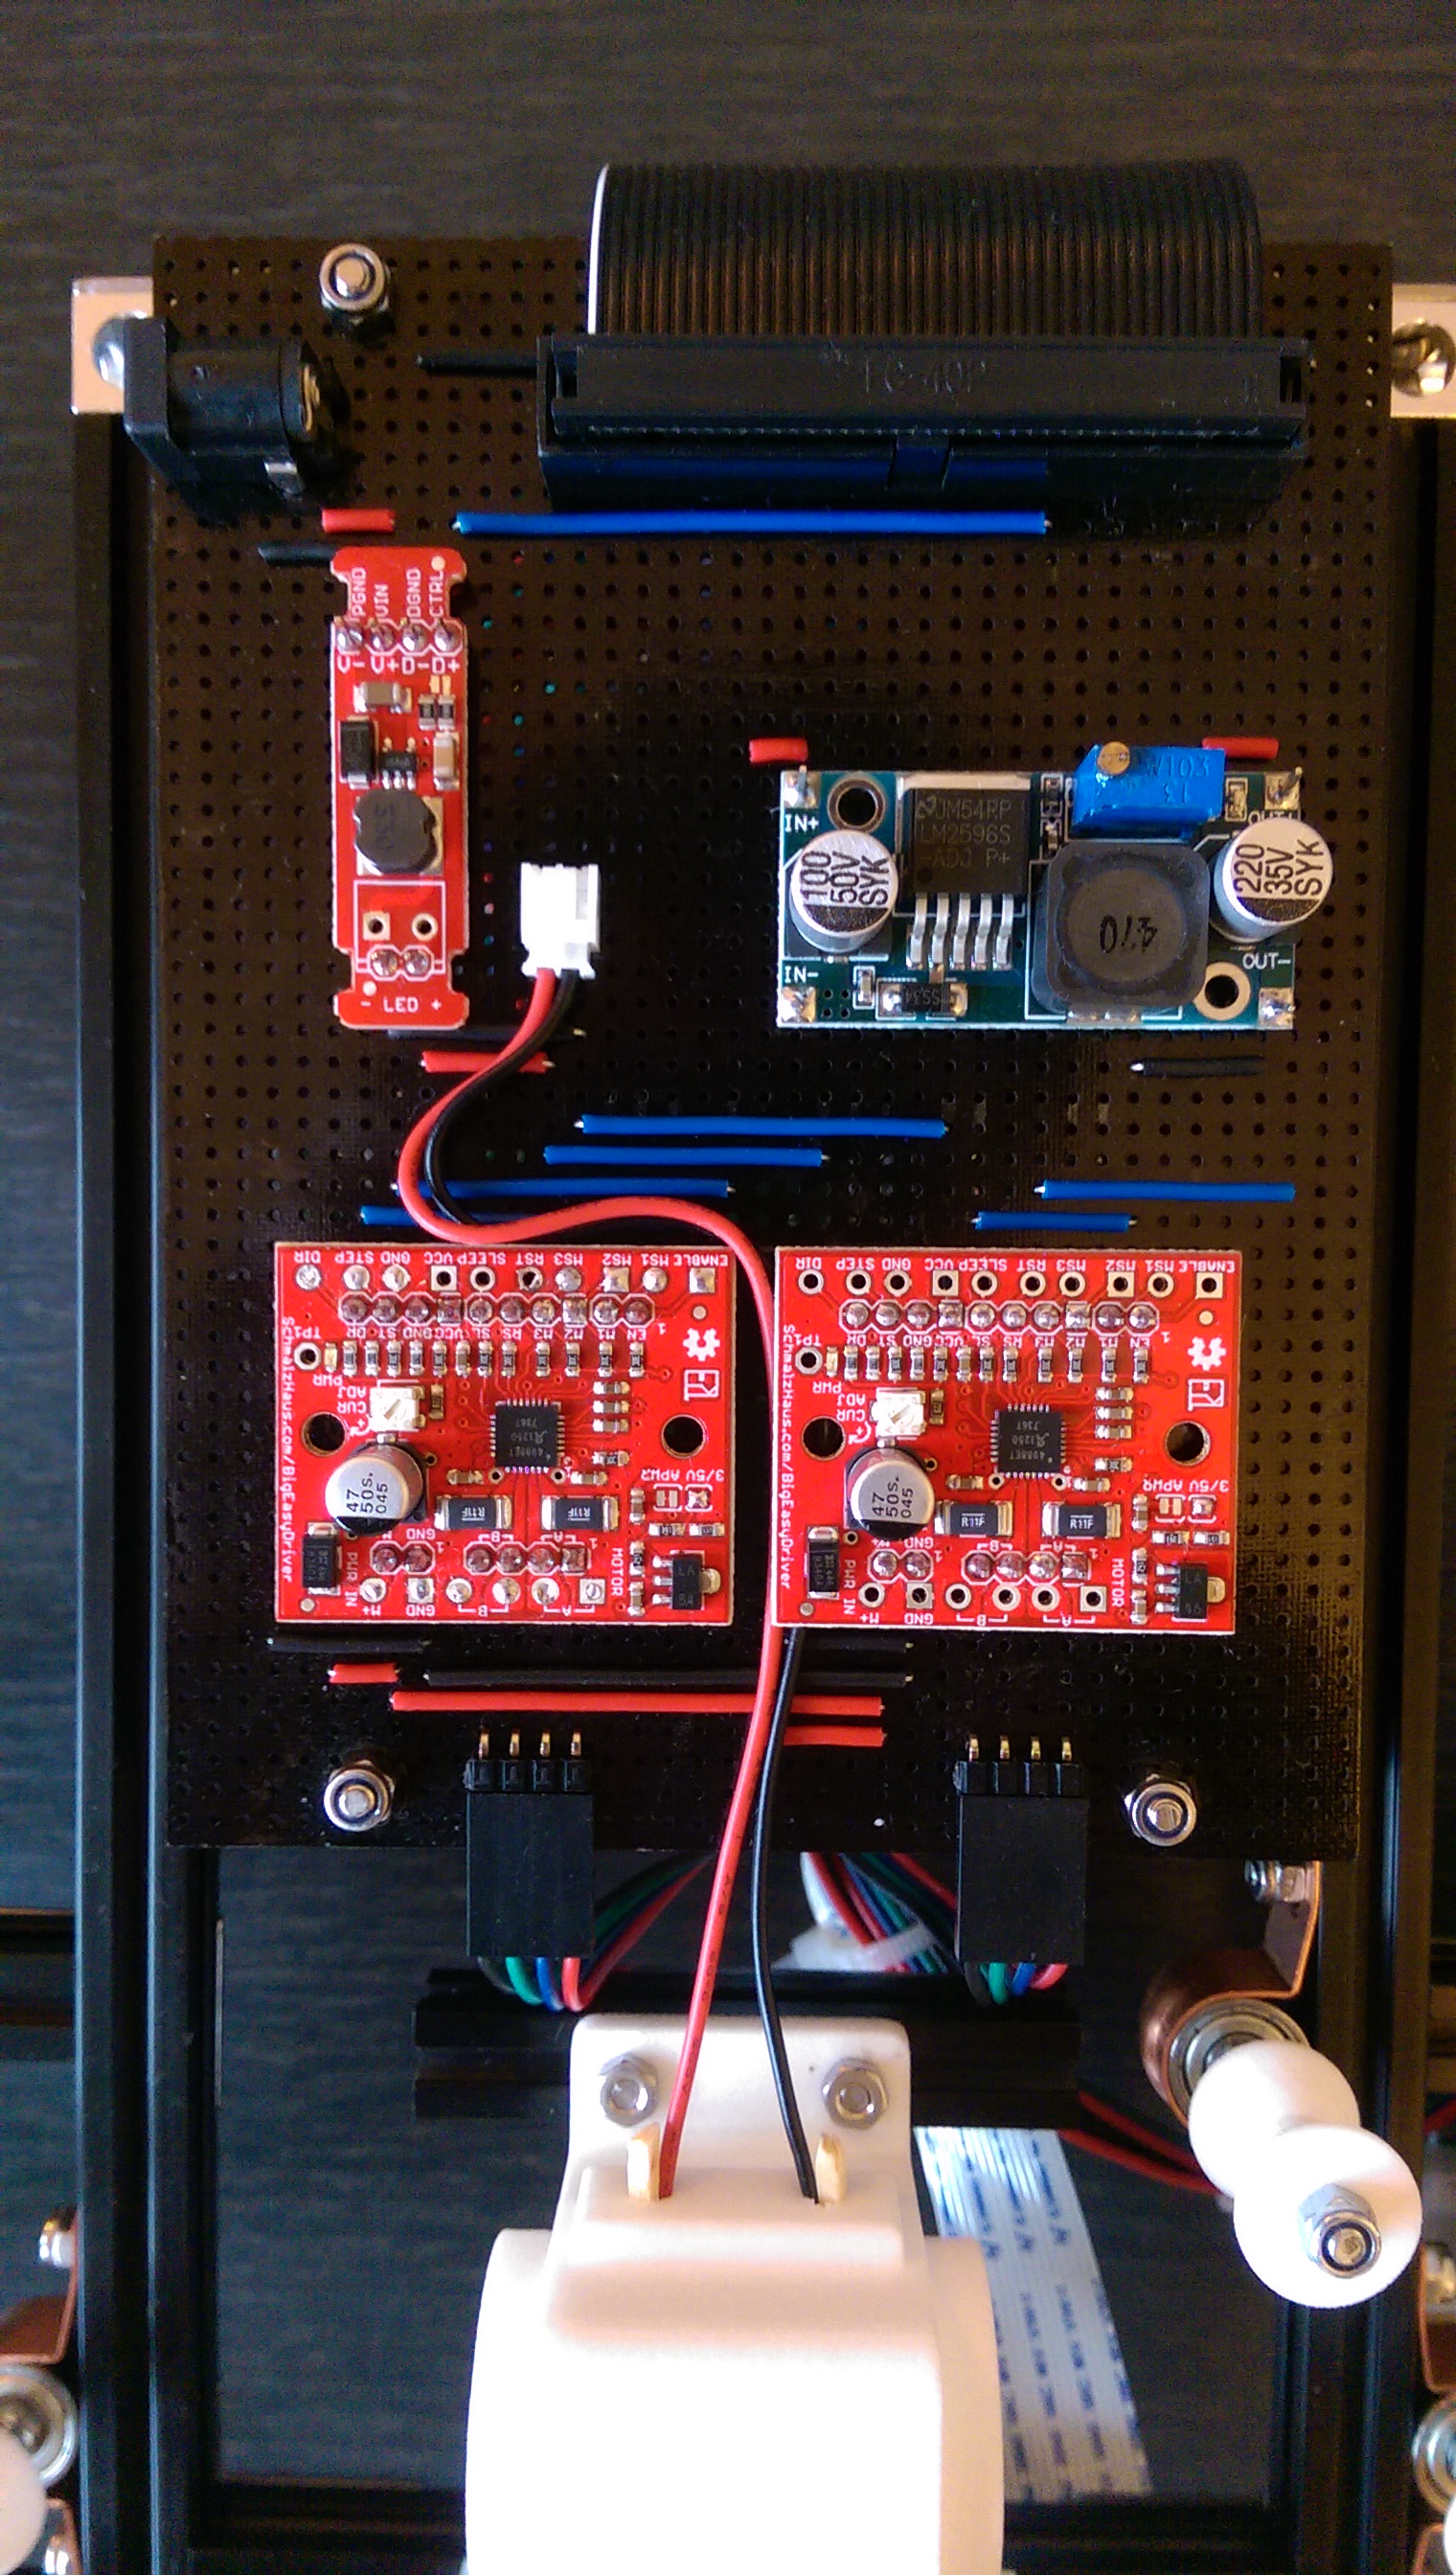 FC-40P
PGND
VIN
DGND
CTRL
V- V+ D- D+
- LED +
W103
IN+
JM54RP
LM2596S
-ADJ P+
100
50V
SYK
220
35V
SYK
470
IN-
OUT-
SS34
DIR STEP GND VCC SLEEP RST MS3 MS2 MS1 ENABLE
DR ST GND VCC SL RS M3 M2 M1 EN
1
TP1
PWR
CUR
ADJ
SchmalzHaus.com/BigEasyDriver
47
50S.
045
R11F
R11F
3/5V APWR
GND
B
A
1
MOTOR
PWR IN
M+
GND
B
A
DIR STEP GND VCC SLEEP RST MS3 MS2 MS1 ENABLE
DR ST GND VCC SL RS M3 M2 M1 EN
1
TP1
PWR
CUR
ADJ
SchmalzHaus.com/BigEasyDriver
47
50S.
045
R11F
R11F
3/5V APWR
GND
B
A
1
MOTOR
PWR IN
M+
GND
B
A